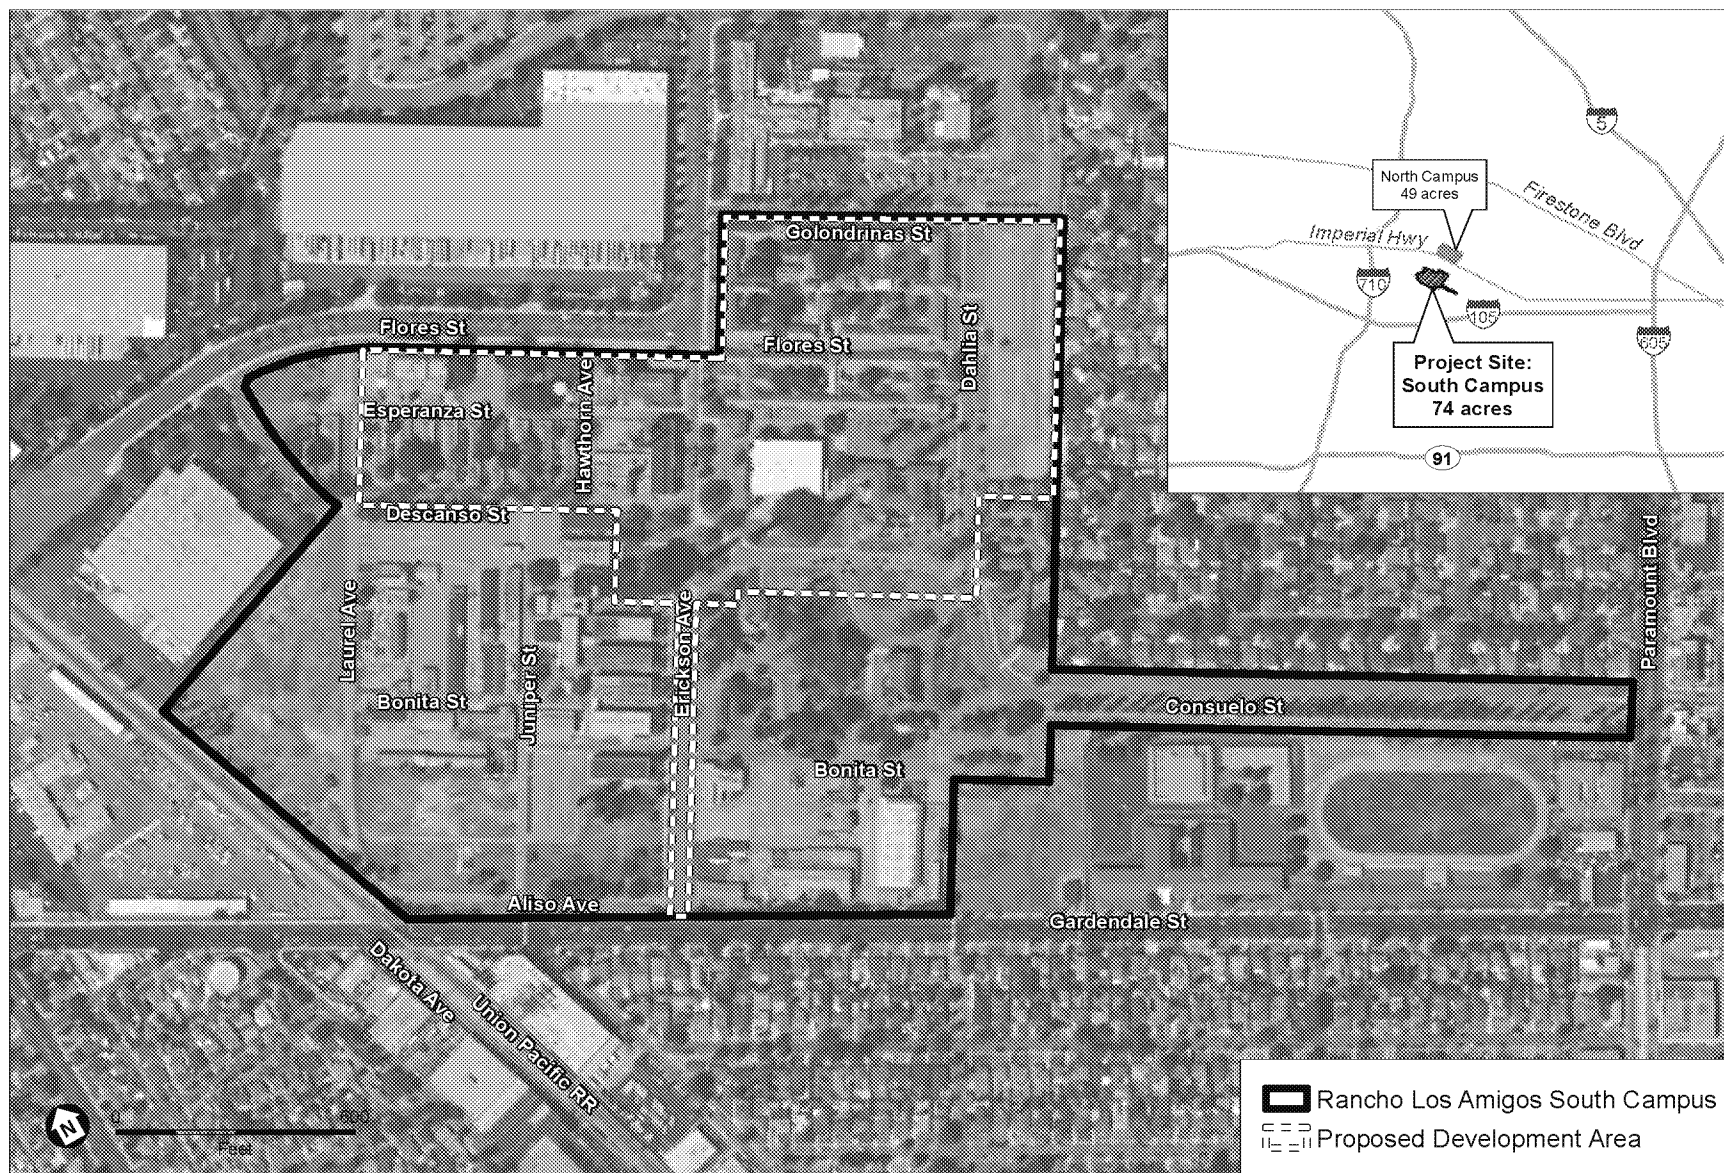 5
North Campus
49 acres
Firestone Blvd
Imperial Hwy
710
105
605
Project Site:
South Campus
74 acres
91
Golondrinas St
Flores St
Flores St
Dahlia St
Esperanza St
Hawthorn Ave
Descanso St
Paramount Blvd
Laurel Ave
Erickson Ave
Juniper St
Bonita St
Consuelo St
Bonita St
Aliso Ave
Gardendale St
Dakota Ave
Union Pacific RR
N
0 600
Feet
Rancho Los Amigos South Campus
Proposed Development Area